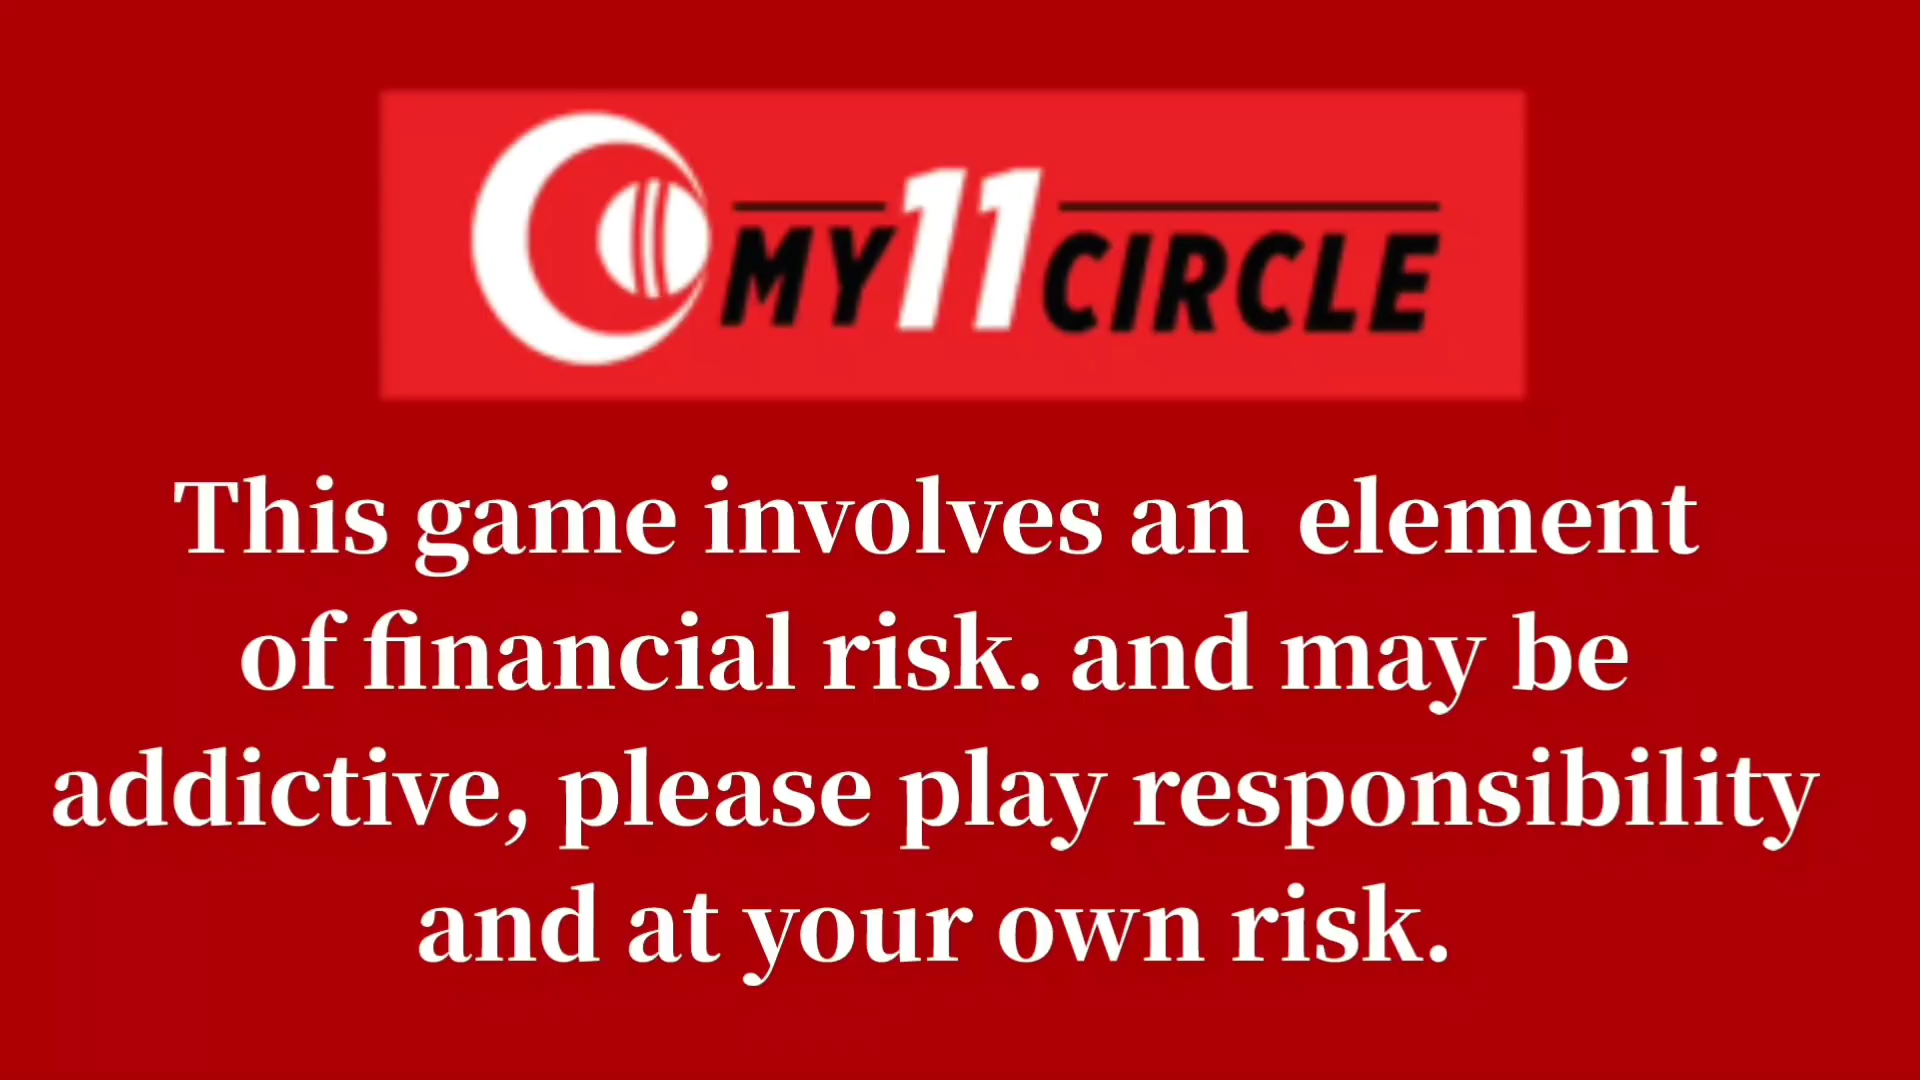 MY11CIRCLE
This game involves an element
of financial risk. and may be
addictive, please play responsibility
and at your own risk.